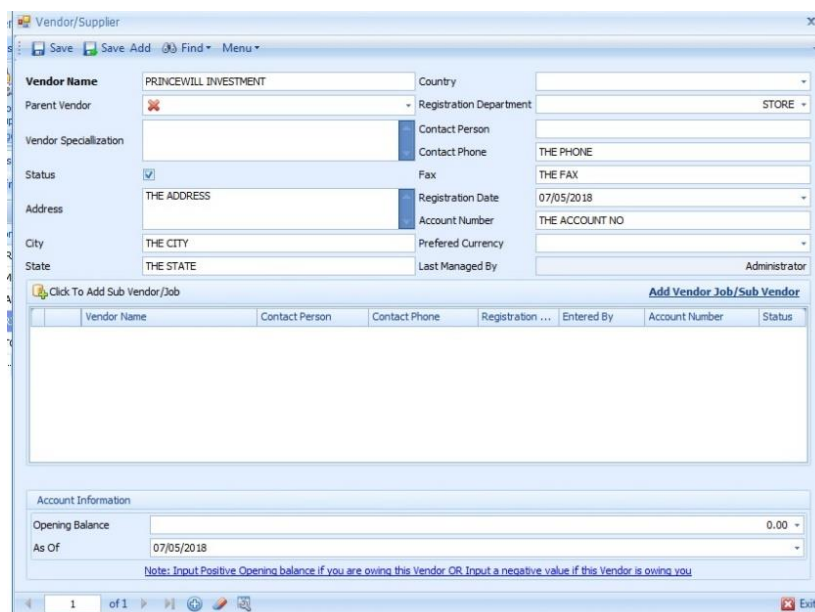 Vendor/Supplier
Save Save Add Find Menu
Vendor Name PRINCEWILL INVESTMENT Country
Parent Vendor Registration Department STORE
Vendor Speciallization Contact Person
Contact Phone THE PHONE
Status Fax THE FAX
Address THE ADDRESS Registration Date 07/05/2018
Account Number THE ACCOUNT NO
City THE CITY Prefered Currency
State THE STATE Last Managed By Administrator
Click To Add Sub Vendor/Job Add Vendor Job/Sub Vendor
Vendor Name Contact Person Contact Phone Registration ... Entered By Account Number Status
Account Information
Opening Balance 0.00
As Of 07/05/2018
Note: Input Positive Opening balance if you are owing this Vendor OR Input a negative value if this Vendor is owing you
1 of 1 Exit